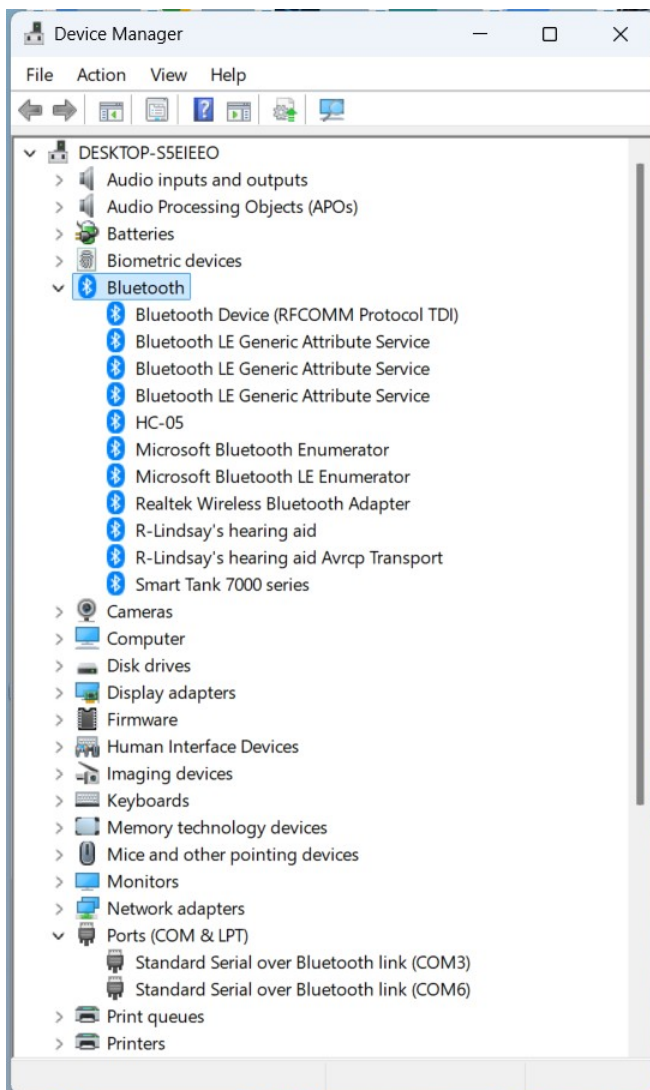 Device Manager
File Action View Help
DESKTOP-S5EIEEO
Audio inputs and outputs
Audio Processing Objects (APOs)
Batteries
Biometric devices
Bluetooth
Bluetooth Device (RFCOMM Protocol TDI)
Bluetooth LE Generic Attribute Service
Bluetooth LE Generic Attribute Service
Bluetooth LE Generic Attribute Service
HC-05
Microsoft Bluetooth Enumerator
Microsoft Bluetooth LE Enumerator
Realtek Wireless Bluetooth Adapter
R-Lindsay's hearing aid
R-Lindsay's hearing aid Avrcp Transport
Smart Tank 7000 series
Cameras
Computer
Disk drives
Display adapters
Firmware
Human Interface Devices
Imaging devices
Keyboards
Memory technology devices
Mice and other pointing devices
Monitors
Network adapters
Ports (COM & LPT)
Standard Serial over Bluetooth link (COM3)
Standard Serial over Bluetooth link (COM6)
Print queues
Printers